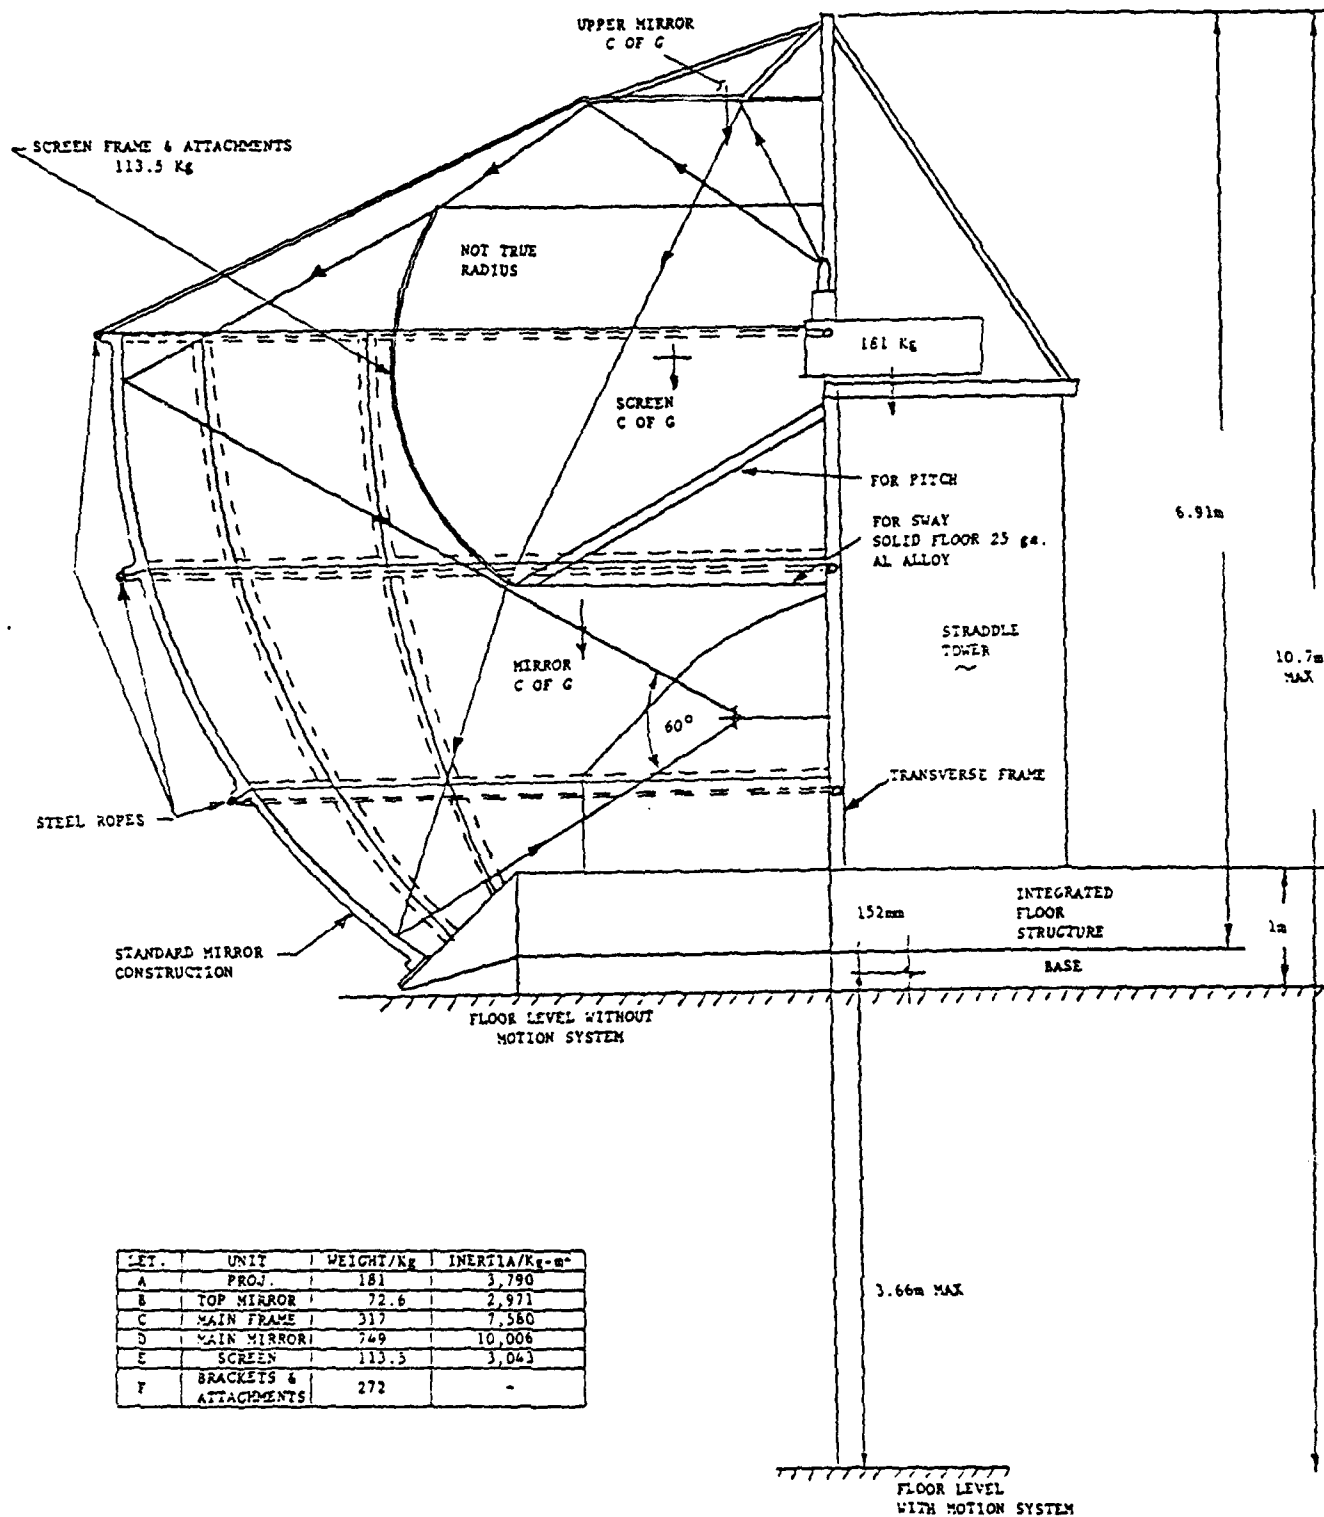 UPPER MIRROR
C OF G
SCREEN FRAME & ATTACHMENTS
113.5 Kg
NOT TRUE
RADIUS
181 Kg
SCREEN
C OF G
FOR PITCH
FOR SWAY
SOLID FLOOR 25 ga.
AL ALLOY
6.91m
STRADDLE
TOWER
10.7m
MAX
MIRROR
C OF G
60°
TRANSVERSE FRAME
STEEL ROPES
STANDARD MIRROR
CONSTRUCTION
152mm
INTEGRATED
FLOOR
STRUCTURE
1m
BASE
FLOOR LEVEL WITHOUT
MOTION SYSTEM
LET. UNIT WEIGHT/Kg INERTIA/Kg-m²
A PROJ. 181 3,790
B TOP MIRROR 72.6 2,971
C MAIN FRAME 317 7,560
D MAIN MIRROR 749 10,006
E SCREEN 113.5 3,043
F BRACKETS &
ATTACHMENTS 272 -
3.66m MAX
FLOOR LEVEL
WITH MOTION SYSTEM